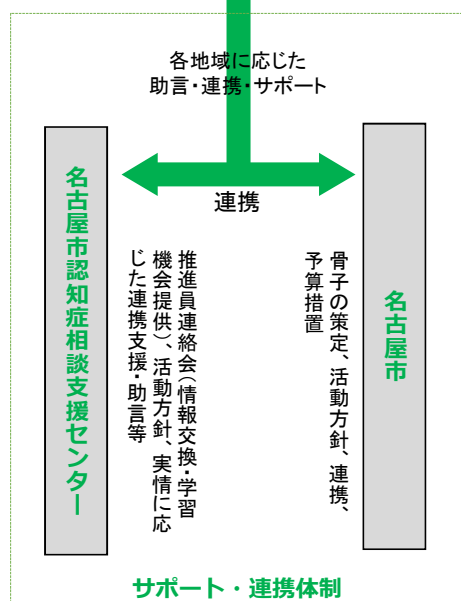 各地域に応じた
助言・連携・サポート
連携
名古屋市認知症相談支援センター
推進員連絡会(情報交換・学習
機会提供)、活動方針、実情に応
じた連携支援・助言等
骨子の策定、活動方針、連携、
予算措置
名古屋市
サポート・連携体制